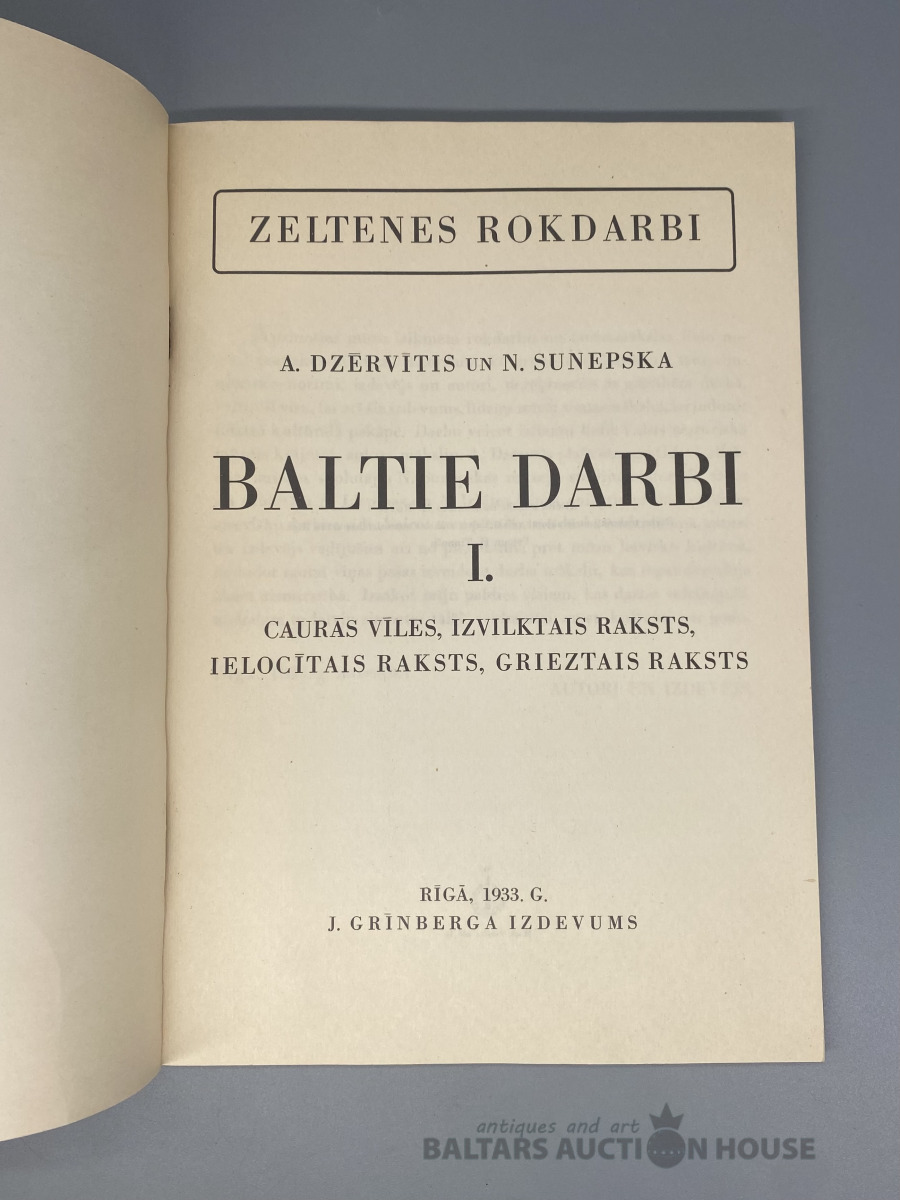 ZELTENES ROKDARBI
A. DZĒRVĪTIS UN N. SUNEPSKA
BALTIE DARBI
I.
CAURĀS VĪLES, IZVILKTAIS RAKSTS,
IELOCĪTAIS RAKSTS, GRIEZTAIS RAKSTS
RĪGĀ, 1933. G.
J. GRĪNBERGA IZDEVUMS
antiques and art
BALTARS AUCTION HOUSE